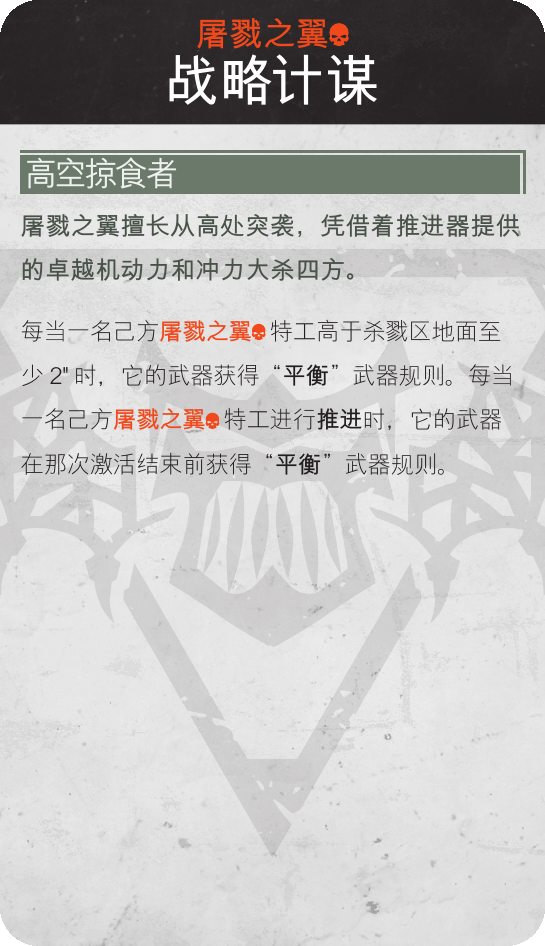 屠戮之翼
战略计谋
高空掠食者
屠戮之翼擅长从高处突袭，凭借着推进器提供
的卓越机动力和冲力大杀四方。
每当一名己方屠戮之翼特工高于杀戮区地面至
少 2" 时，它的武器获得“平衡”武器规则。每当
一名己方屠戮之翼特工进行推进时，它的武器
在那次激活结束前获得“平衡”武器规则。